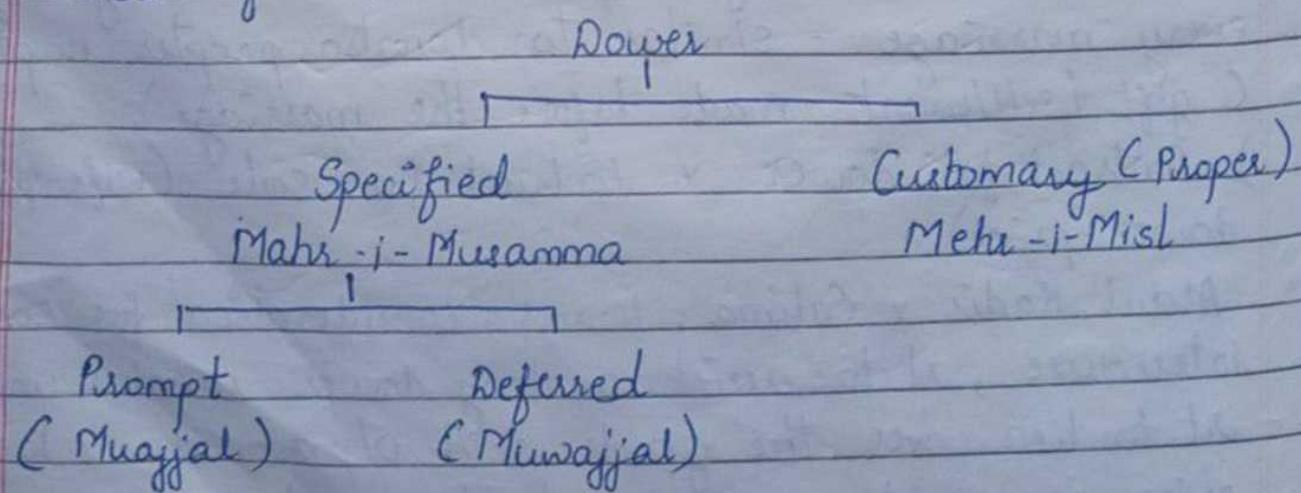 Dower
Specified Customary (Proper)
Mahr-i-Musamma Mehr-i-Misl
Prompt Deferred
(Muajjal) (Muwajjal)